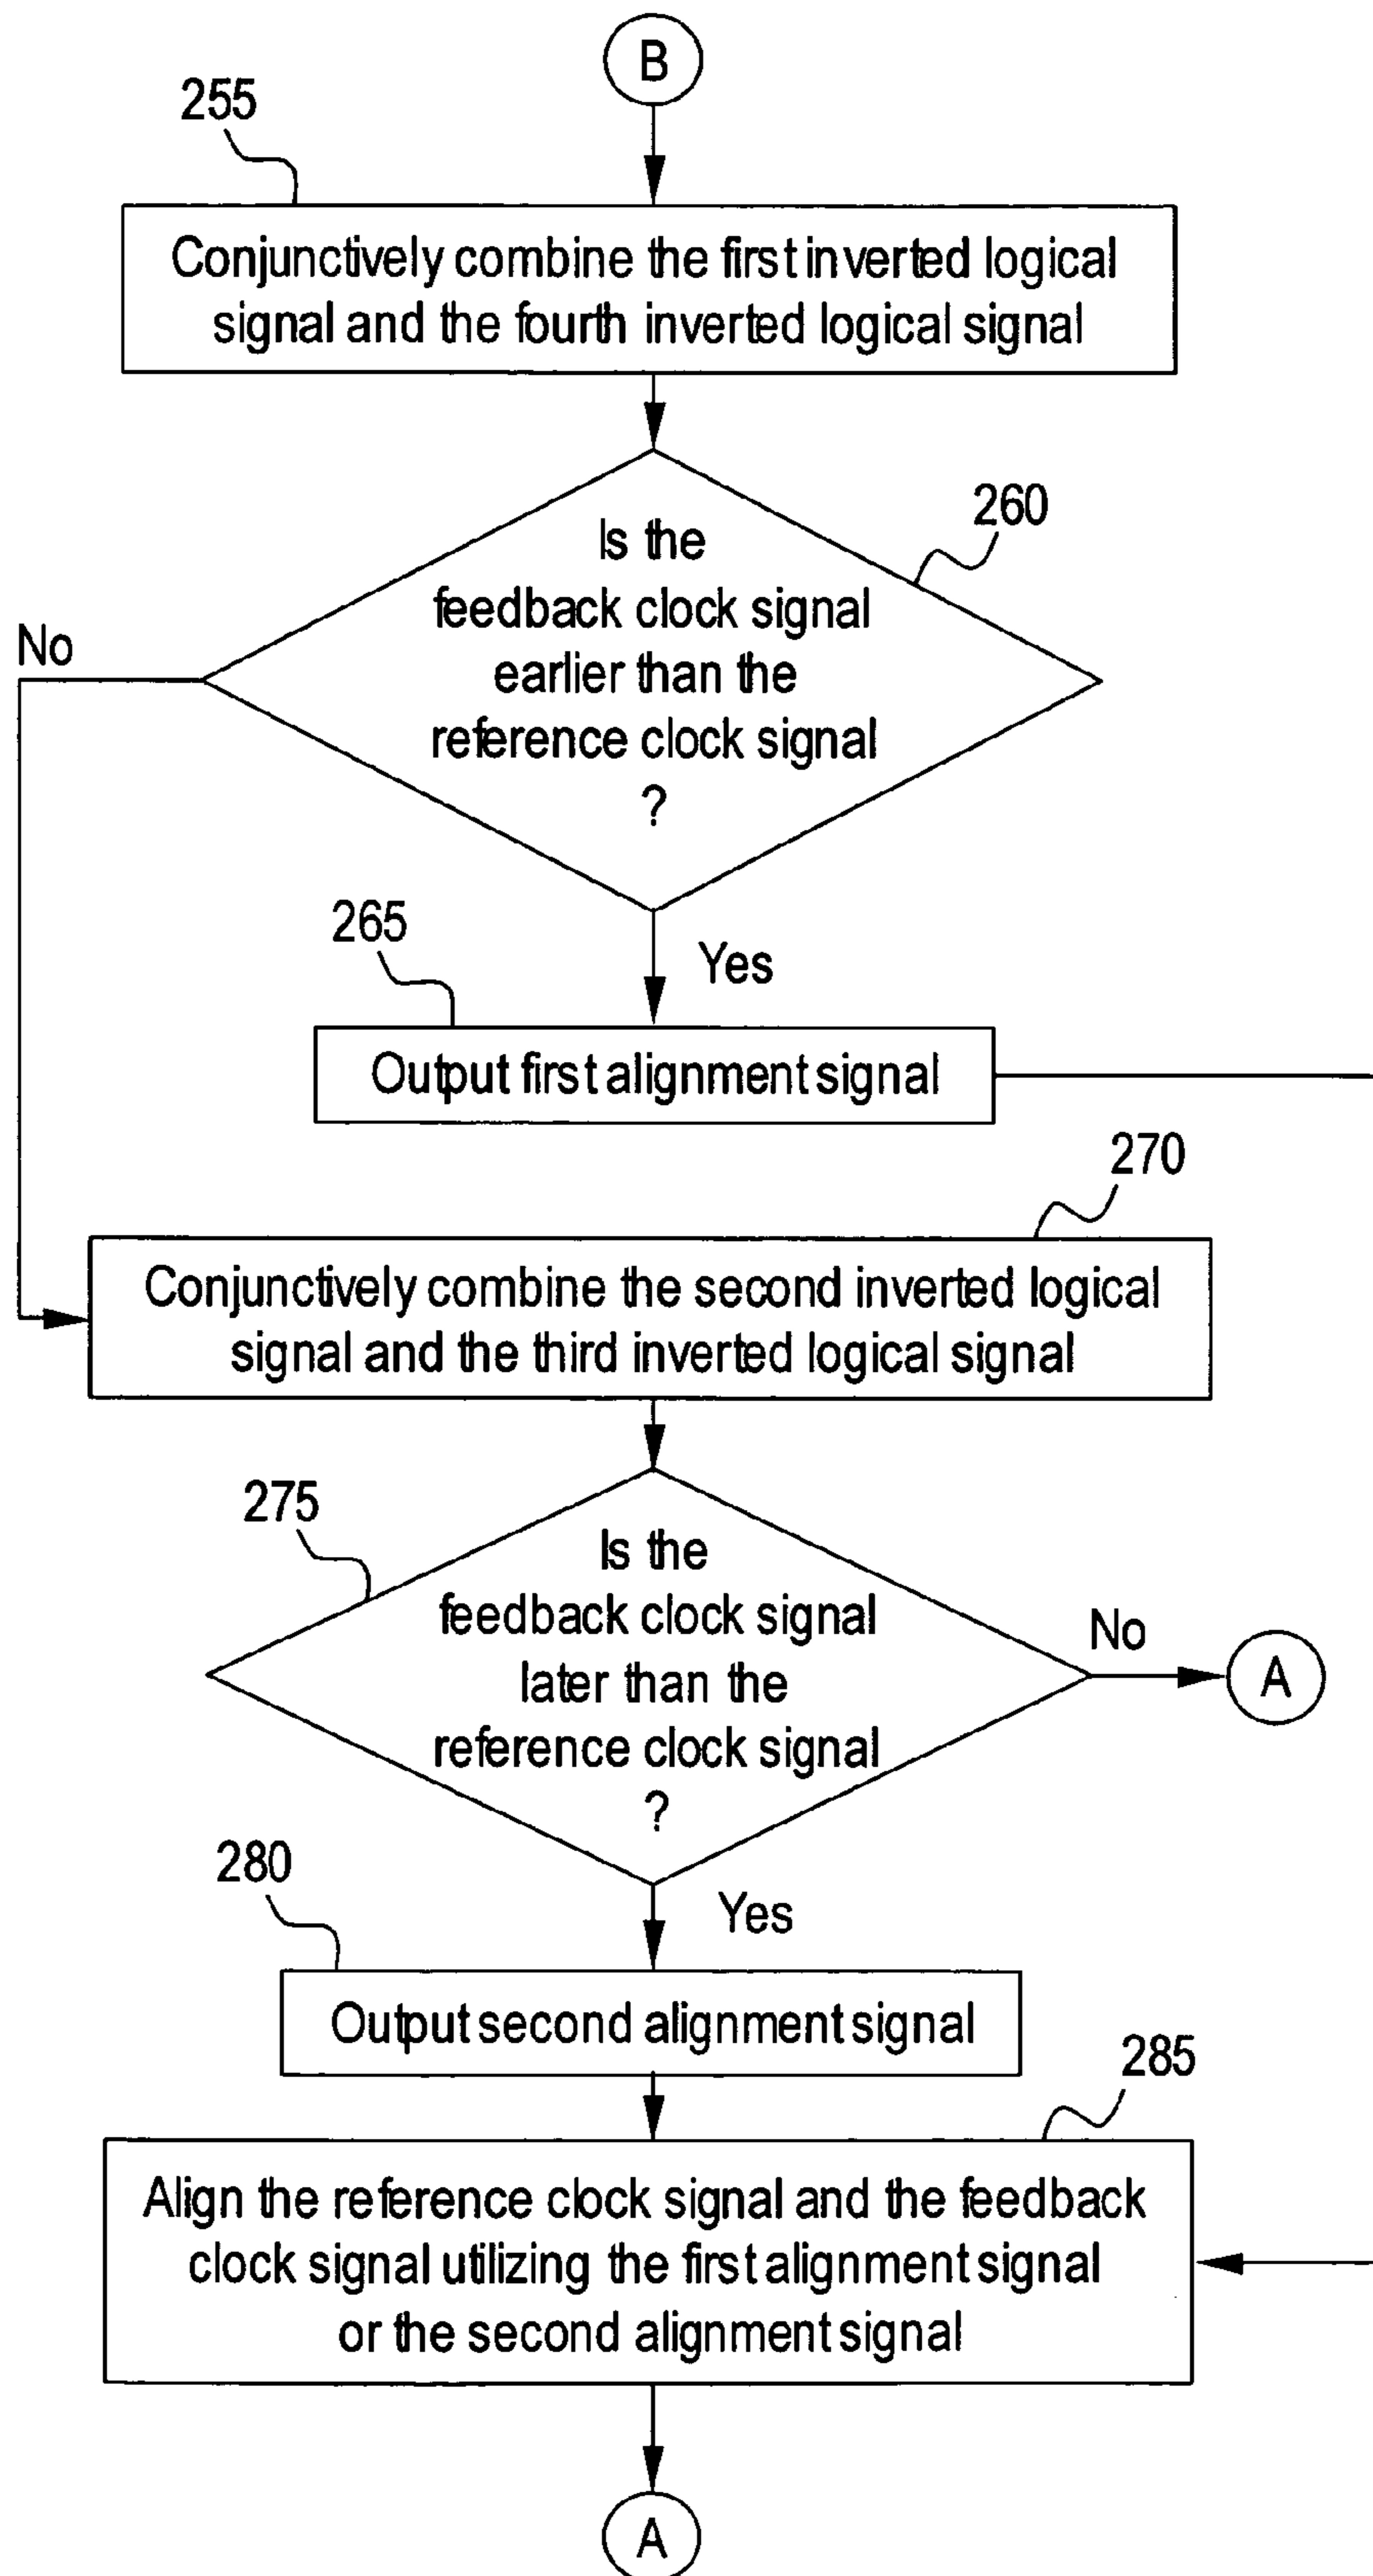 B
255
Conjunctively combine the first inverted logical
signal and the fourth inverted logical signal
260
Is the
feedback clock signal
earlier than the
reference clock signal
?
No
265
Yes
Output first alignment signal
270
Conjunctively combine the second inverted logical
signal and the third inverted logical signal
275
Is the
feedback clock signal
later than the
reference clock signal
?
No
A
280
Yes
Output second alignment signal
285
Align the reference clock signal and the feedback
clock signal utilizing the first alignment signal
or the second alignment signal
A